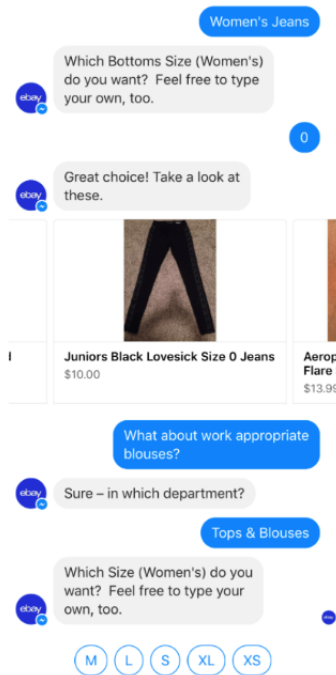 Women's Jeans
Which Bottoms Size (Women's)
do you want? Feel free to type
your own, too.
ebay
0
Great choice! Take a look at
these.
ebay
d
Juniors Black Lovesick Size 0 Jeans
$10.00
Aerop
Flare
$13.99
What about work appropriate
blouses?
ebay
Sure – in which department?
Tops & Blouses
Which Size (Women's) do you
want? Feel free to type your
own, too.
ebay
ebay
M L S XL XS